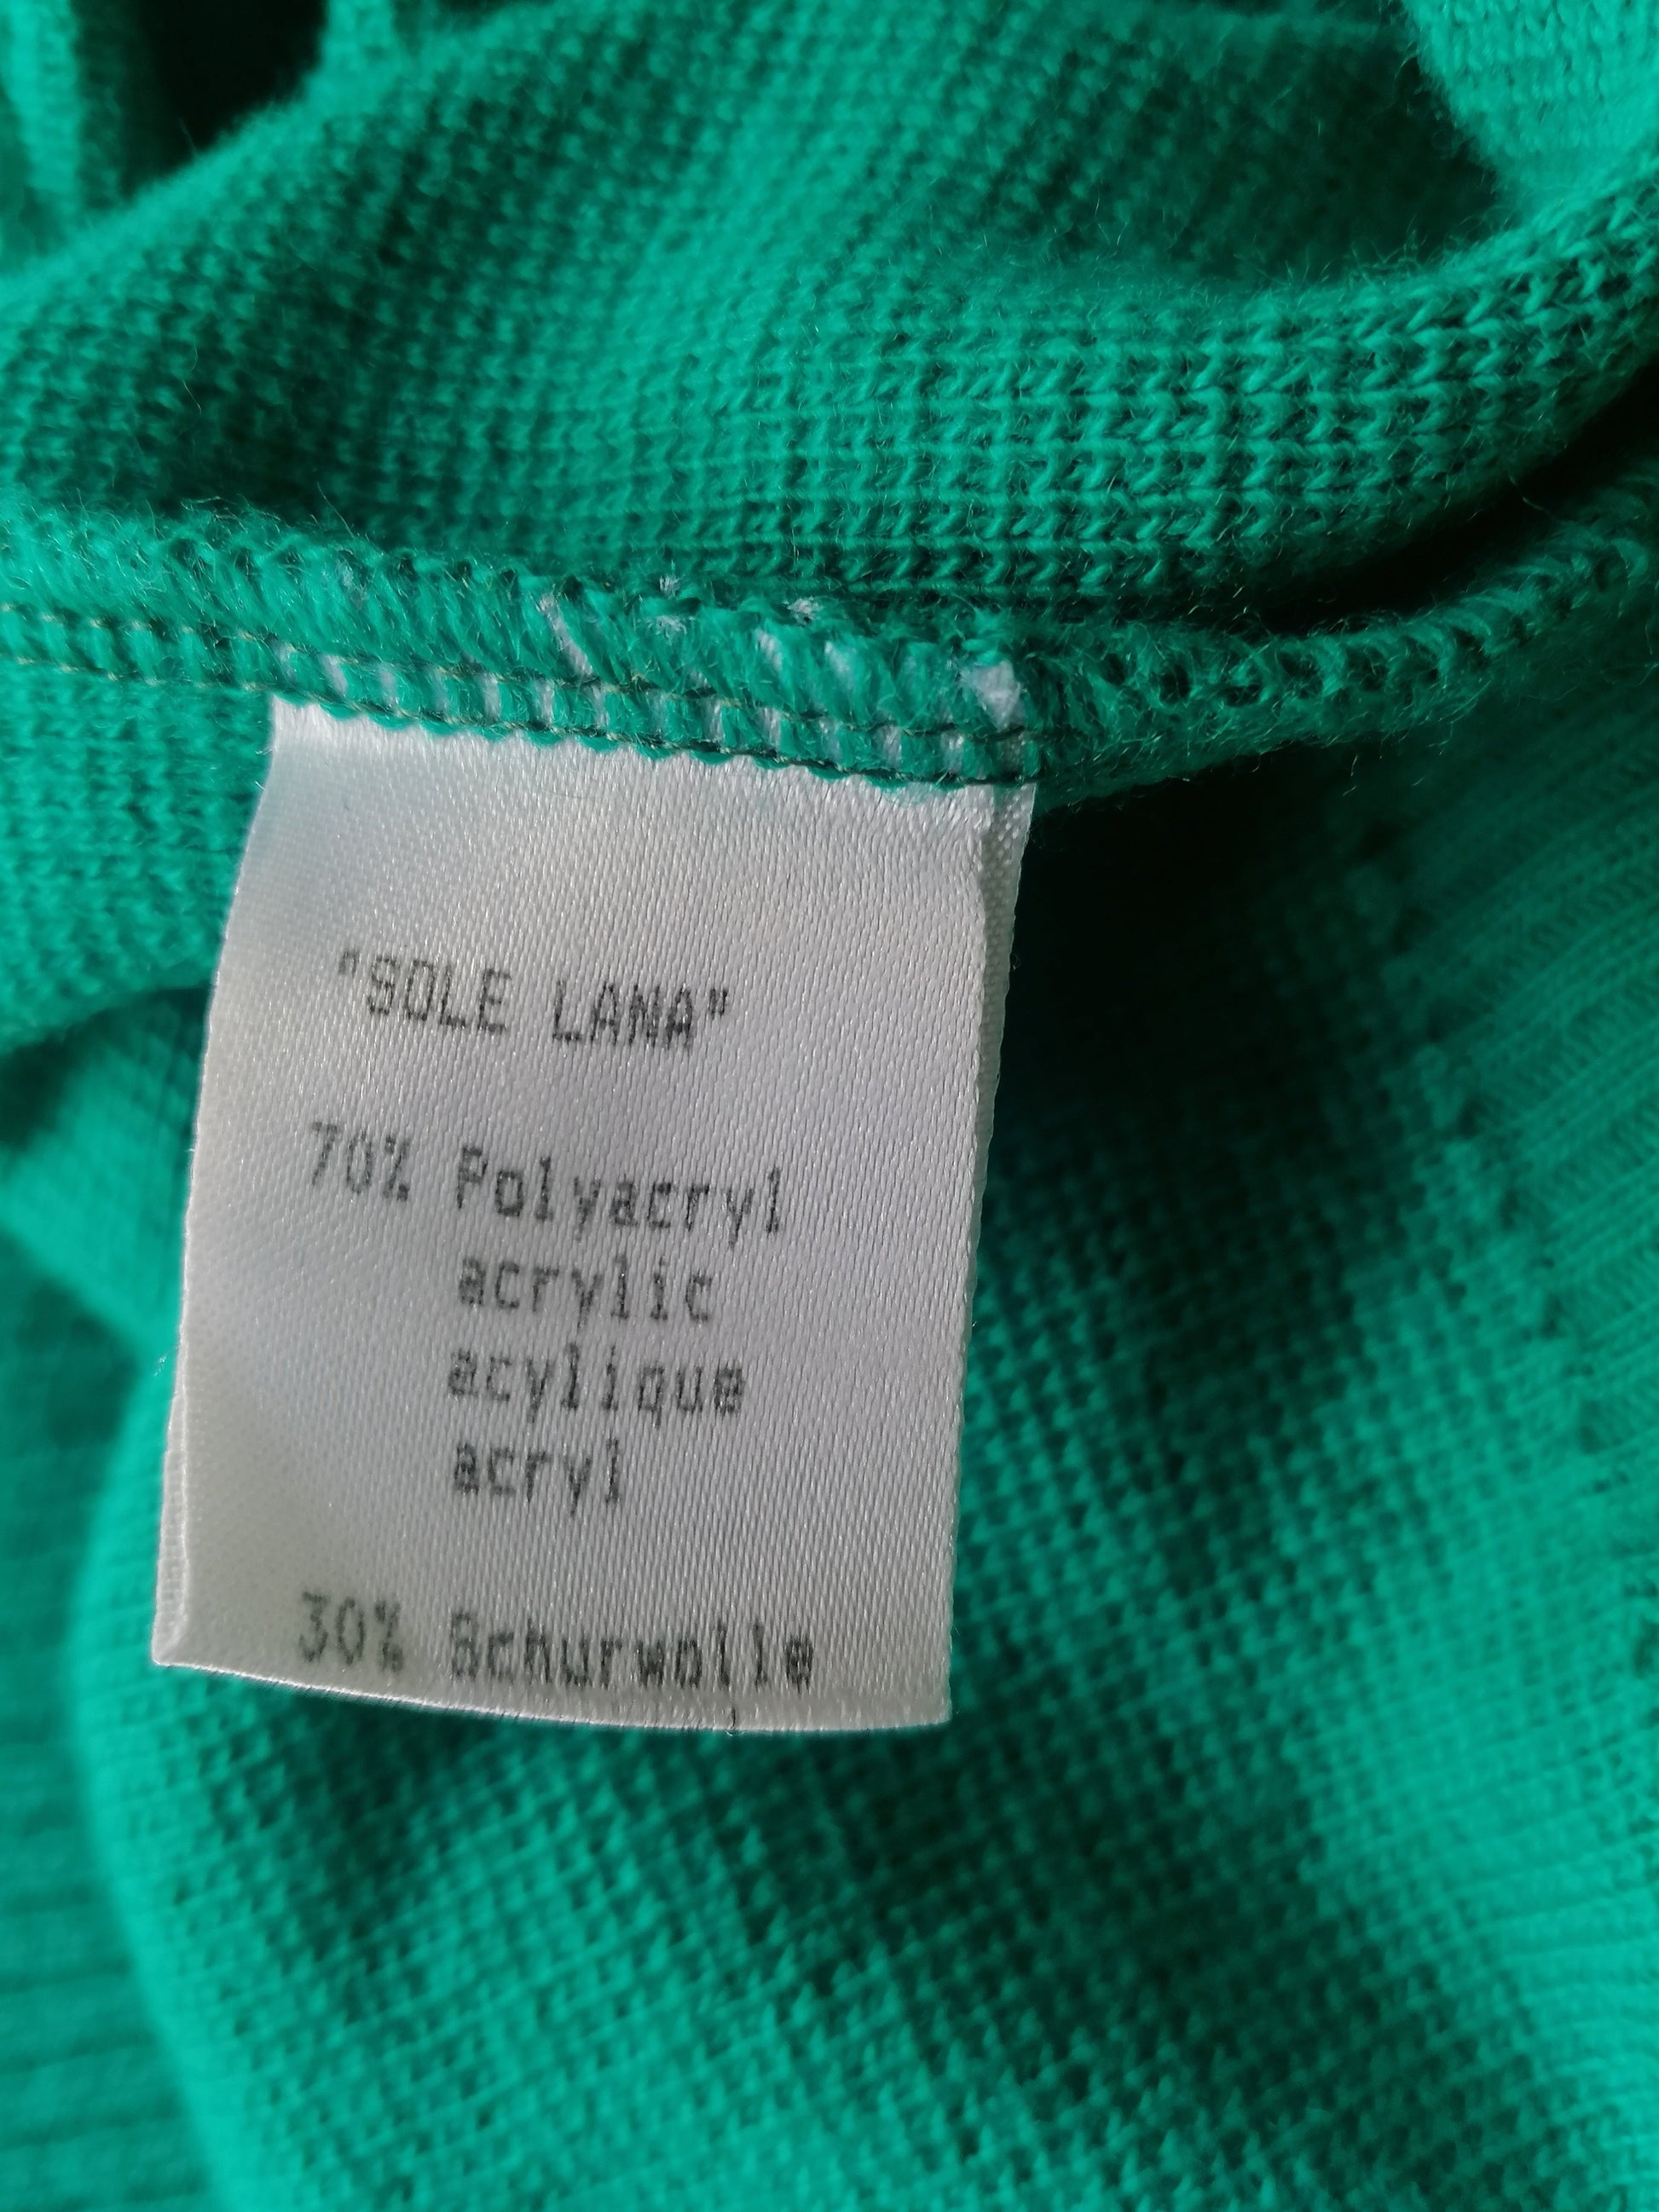 "SOLE LANA"
70% Polyacryl
acrylic
acylique
acryl
30% Schurwolle